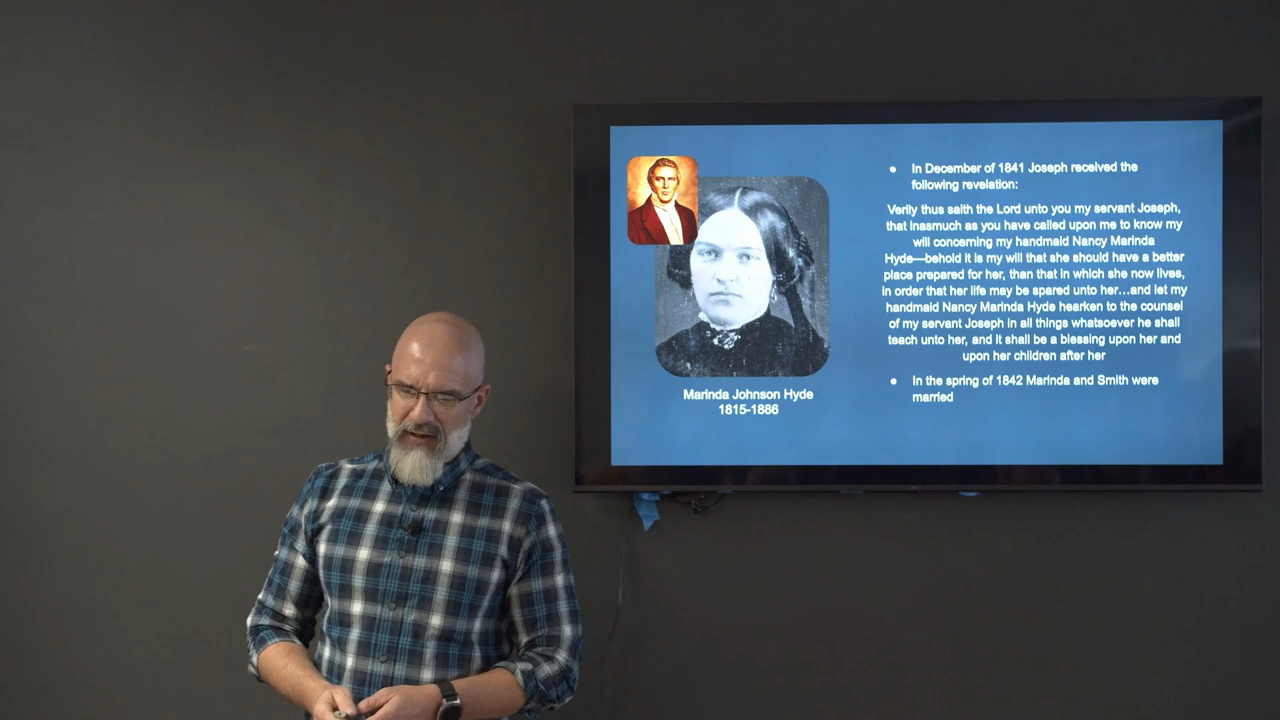 Marinda Johnson Hyde
1815-1886
• In December of 1841 Joseph received the
following revelation:
Verily thus saith the Lord unto you my servant Joseph,
that inasmuch as you have called upon me to know my
will concerning my handmaid Nancy Marinda
Hyde—behold it is my will that she should have a better
place prepared for her, than that in which she now lives,
in order that her life may be spared unto her...and let my
handmaid Nancy Marinda Hyde hearken to the counsel
of my servant Joseph in all things whatsoever he shall
teach unto her, and it shall be a blessing upon her and
upon her children after her
• In the spring of 1842 Marinda and Smith were
married